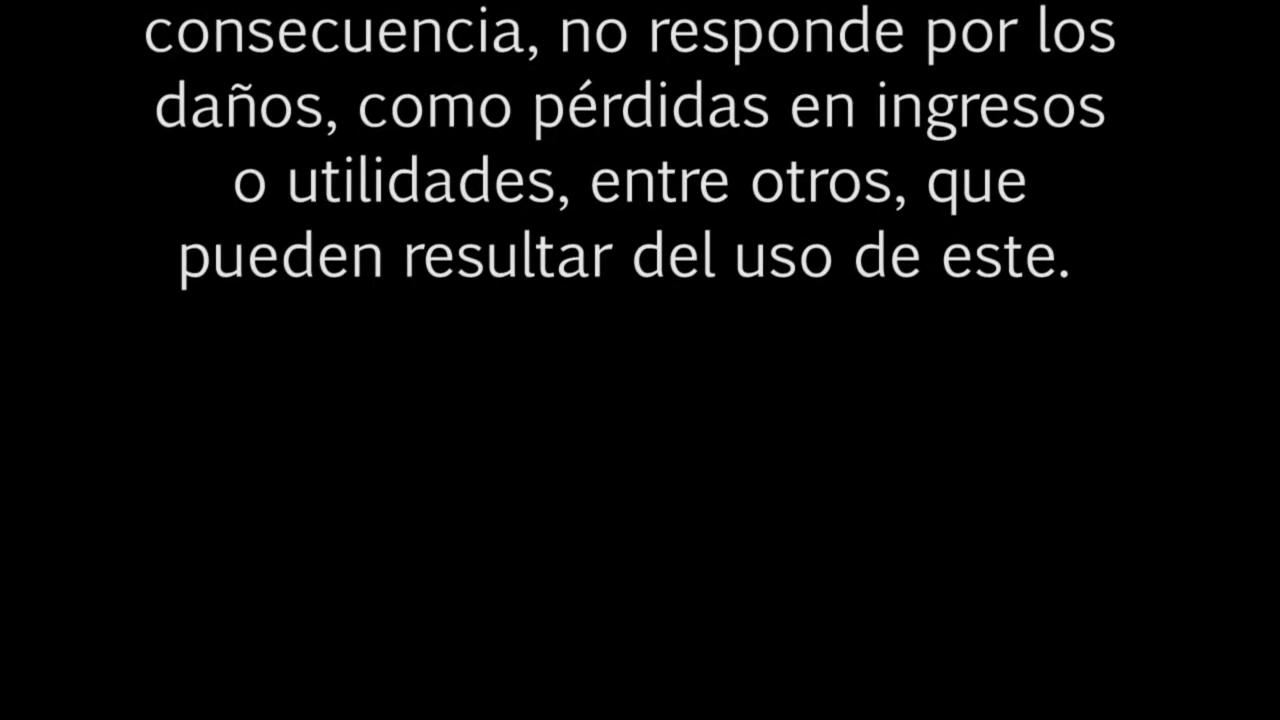 consecuencia, no responde por los
daños, como pérdidas en ingresos
o utilidades, entre otros, que
pueden resultar del uso de este.